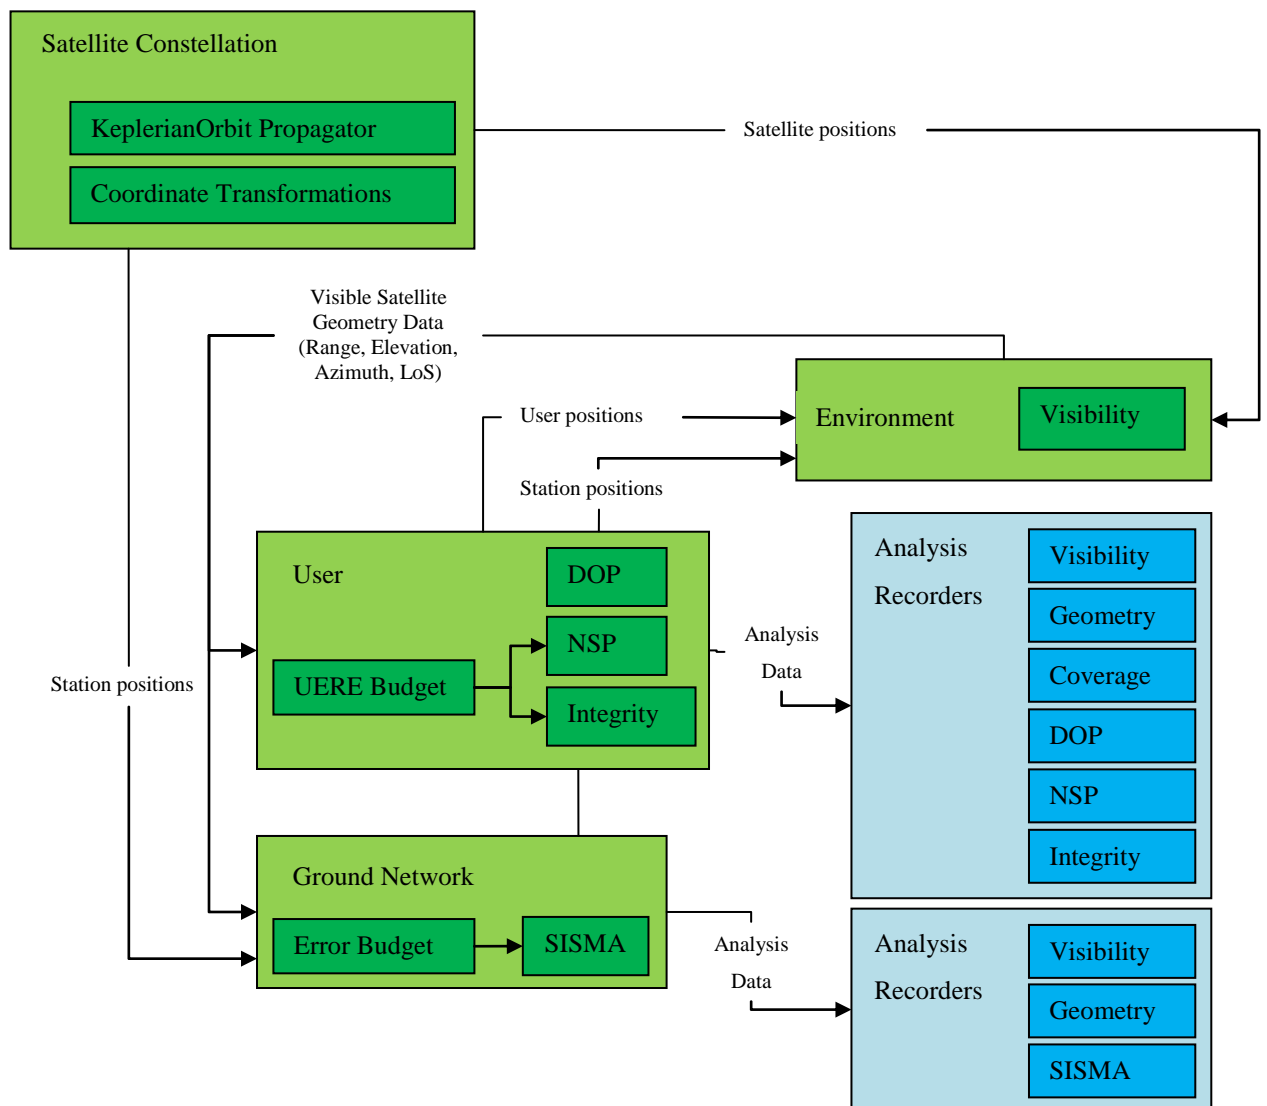 Satellite Constellation
KeplerianOrbit Propagator
Coordinate Transformations
Satellite positions
Visible Satellite
Geometry Data
(Range, Elevation,
Azimuth, LoS)
User positions
Environment
Visibility
Station positions
User
DOP
NSP
UERE Budget
Integrity
Station positions
Analysis
Data
Analysis
Recorders
Visibility
Geometry
Coverage
DOP
NSP
Integrity
Ground Network
Error Budget
SISMA
Analysis
Data
Analysis
Recorders
Visibility
Geometry
SISMA